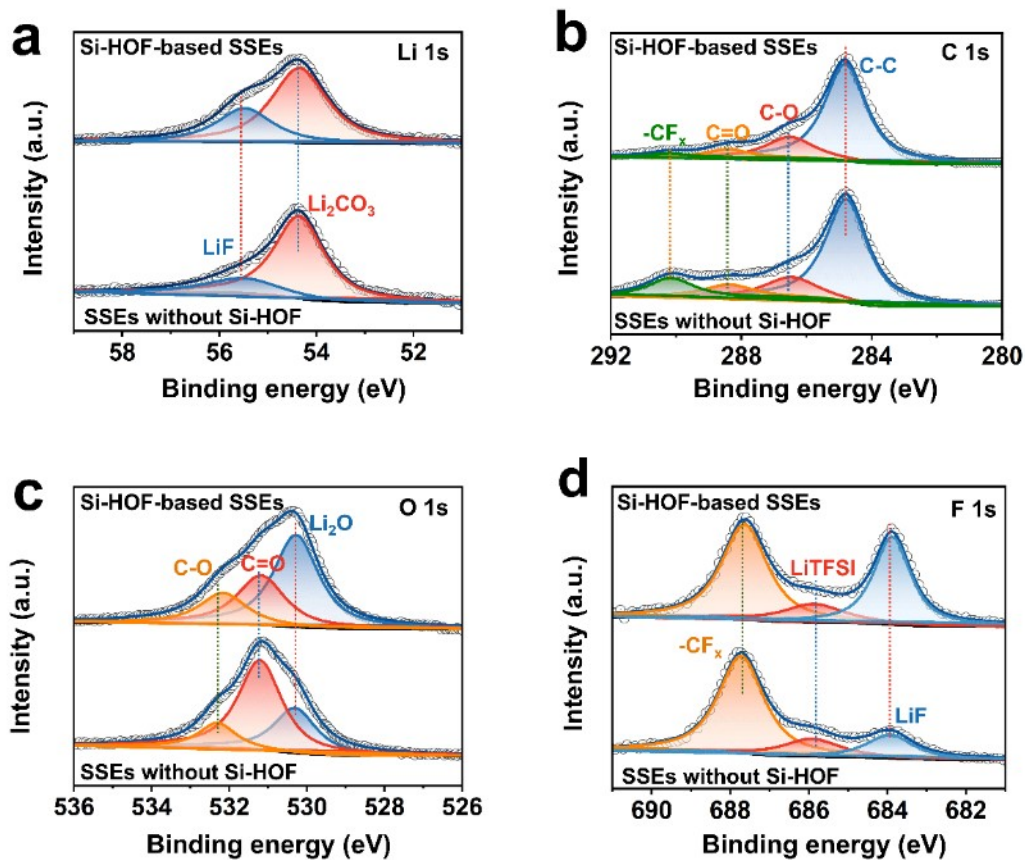 a
Si-HOF-based SSEs
Li 1s
Li₂CO₃
LiF
SSEs without Si-HOF
Intensity (a.u.)
58 56 54 52
Binding energy (eV)
b
Si-HOF-based SSEs
C 1s
C-C
C-O
C=O
-CFₓ
SSEs without Si-HOF
Intensity (a.u.)
292 288 284 280
Binding energy (eV)
c
Si-HOF-based SSEs
O 1s
Li₂O
C=O
C-O
SSEs without Si-HOF
Intensity (a.u.)
536 534 532 530 528 526
Binding energy (eV)
d
Si-HOF-based SSEs
F 1s
LiTFSI
-CFₓ
LiF
SSEs without Si-HOF
Intensity (a.u.)
690 688 686 684 682
Binding energy (eV)